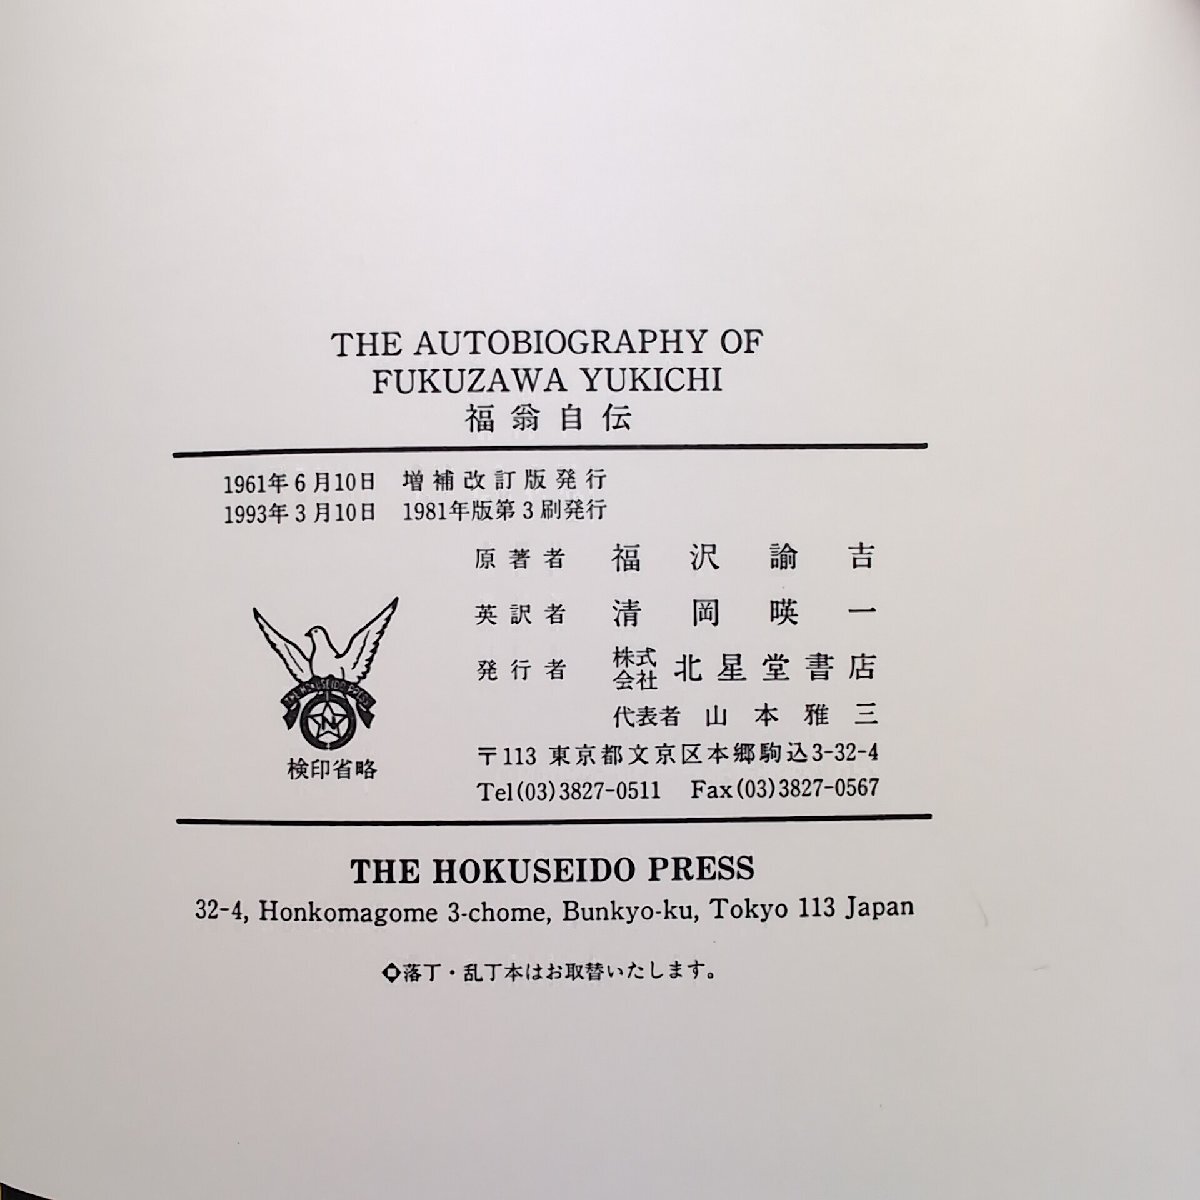 THE AUTOBIOGRAPHY OF
FUKUZAWA YUKICHI
福翁自伝
1961年6月10日 増補改訂版発行
1993年3月10日 1981年版第3刷発行
原著者 福沢諭吉
英訳者 清岡暎一
発行者 株式会社 北星堂書店
代表者 山本雅三
〒113 東京都文京区本郷駒込3-32-4
Tel(03)3827-0511 Fax(03)3827-0567
THE HOKUSEIDO PRESS
N
検印省略
THE HOKUSEIDO PRESS
32-4, Honkomagome 3-chome, Bunkyo-ku, Tokyo 113 Japan
◆落丁・乱丁本はお取替いたします。